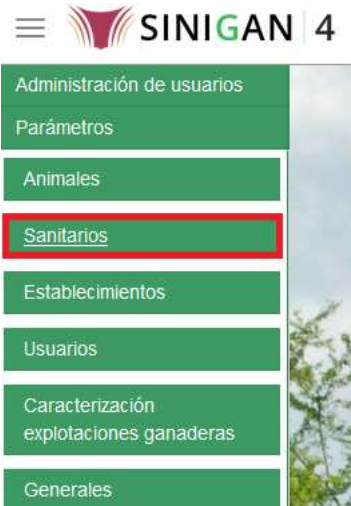 SINIGAN 4
Administración de usuarios
Parámetros
Animales
Sanitarios
Establecimientos
Usuarios
Caracterización
explotaciones ganaderas
Generales